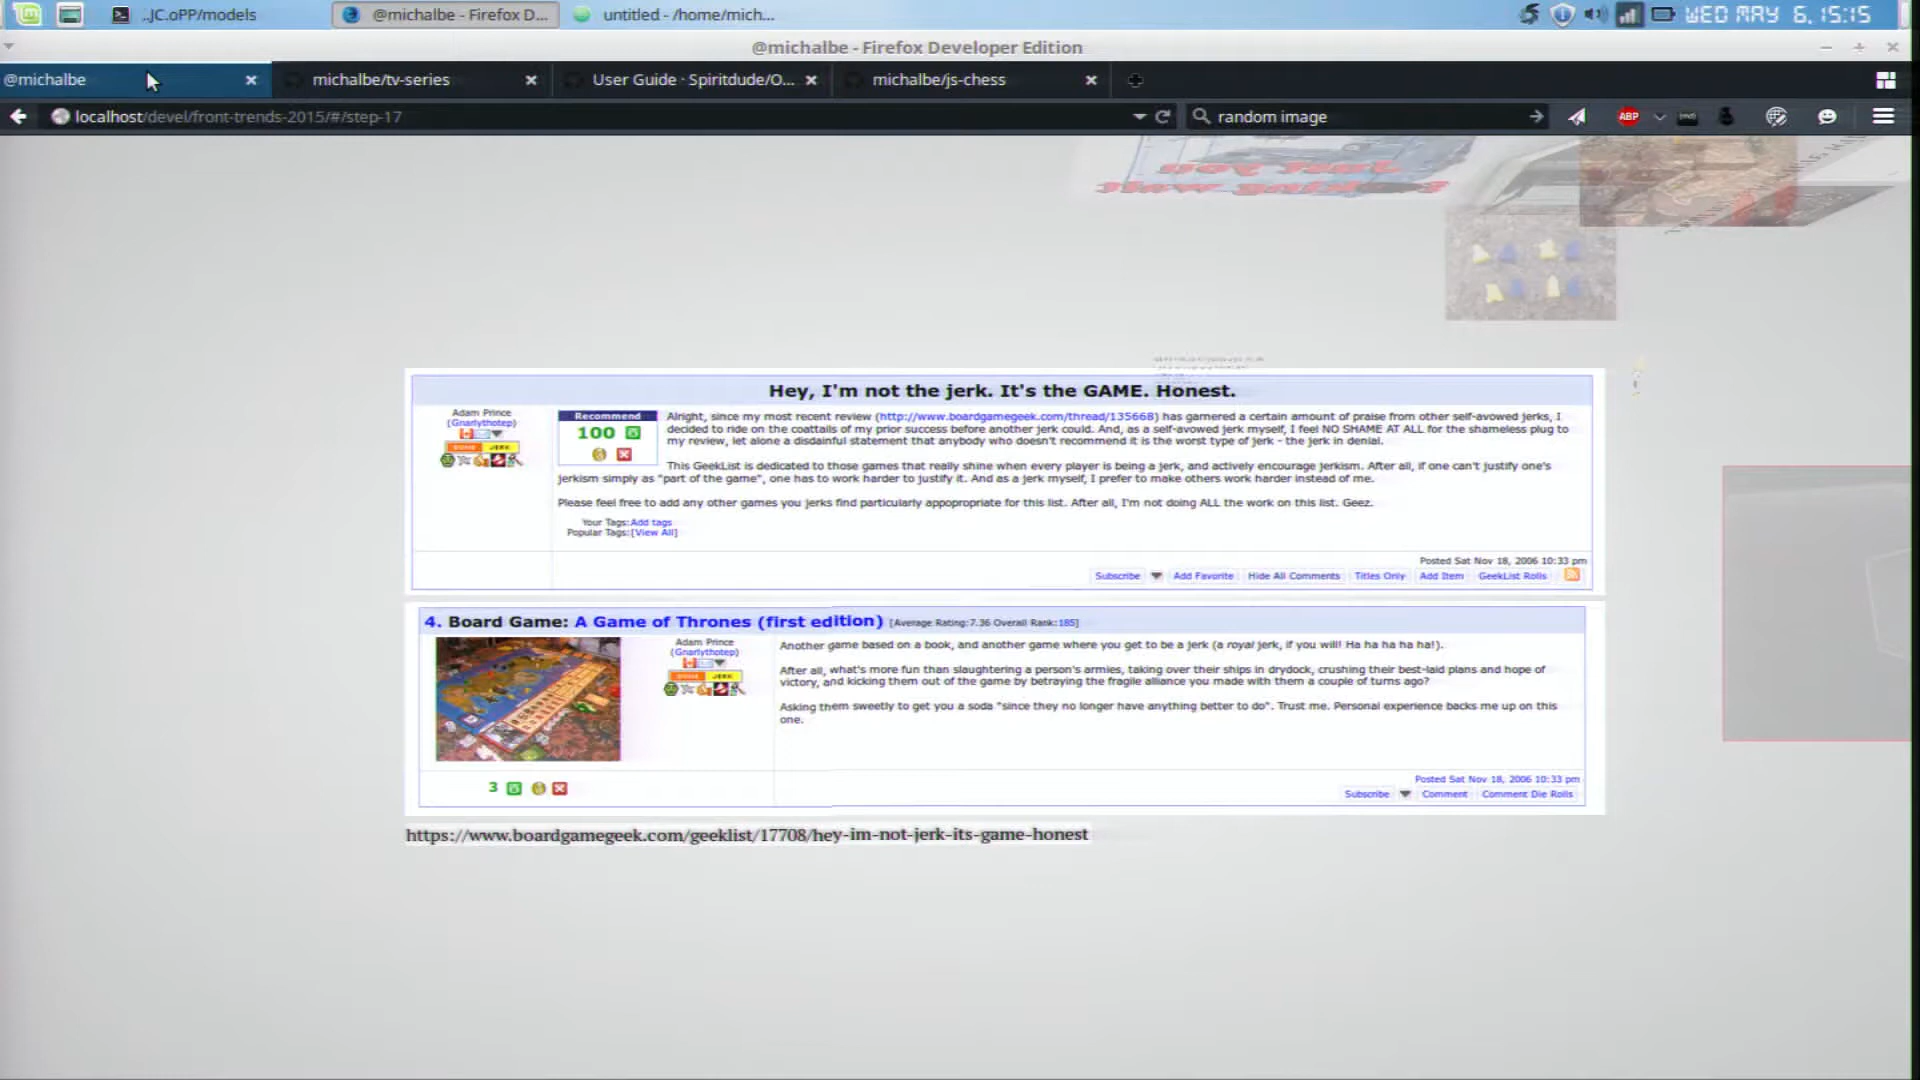 ..JC.oPP/models
@michalbe - Firefox D...
untitled - /home/mich...
WED MAY 6, 15:15
@michalbe - Firefox Developer Edition
@michalbe
michalbe/tv-series
User Guide · Spiritdude/O...
michalbe/js-chess
localhost/devel/front-trends-2015/#/step-17
random image
ABP
Hey, I'm not the jerk. It's the GAME. Honest.
Adam Prince
(Gnarlythotep)
JERK
Recommend
100
Alright, since my most recent review (http://www.boardgamegeek.com/thread/135668) has garnered a certain amount of praise from other self-avowed jerks, I
decided to ride on the coattails of my prior success before another jerk could. And, as a self-avowed jerk myself, I feel NO SHAME AT ALL for the shameless plug to
my review, let alone a disdainful statement that anybody who doesn't recommend it is the worst type of jerk - the jerk in denial.
This GeekList is dedicated to those games that really shine when every player is being a jerk, and actively encourage jerkism. After all, if one can't justify one's
jerkism simply as "part of the game", one has to work harder to justify it. And as a jerk myself, I prefer to make others work harder instead of me.
Please feel free to add any other games you jerks find particularly appopropriate for this list. After all, I'm not doing ALL the work on this list. Geez.
Your Tags: Add tags
Popular Tags: [View All]
Posted Sat Nov 18, 2006 10:33 pm
Subscribe Add Favorite Hide All Comments Titles Only Add Item GeekList Rolls
4. Board Game: A Game of Thrones (first edition) [Average Rating:7.36 Overall Rank:185]
Adam Prince
(Gnarlythotep)
JERK
Another game based on a book, and another game where you get to be a jerk (a royal jerk, if you will! Ha ha ha ha ha!).
After all, what's more fun than slaughtering a person's armies, taking over their ships in drydock, crushing their best-laid plans and hope of
victory, and kicking them out of the game by betraying the fragile alliance you made with them a couple of turns ago?
Asking them sweetly to get you a soda "since they no longer have anything better to do". Trust me. Personal experience backs me up on this
one.
3
Posted Sat Nov 18, 2006 10:33 pm
Subscribe Comment Comment Die Rolls
https://www.boardgamegeek.com/geeklist/17708/hey-im-not-jerk-its-game-honest